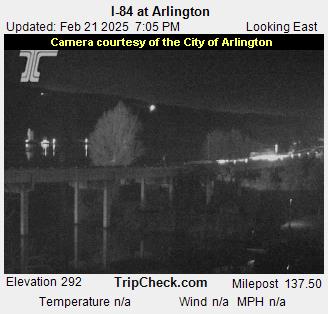 I-84 at Arlington
Updated: Feb 21 2025 7:05 PM Looking East
Camera courtesy of the City of Arlington
Elevation 292 TripCheck.com Milepost 137.50
Temperature n/a Wind n/a MPH n/a